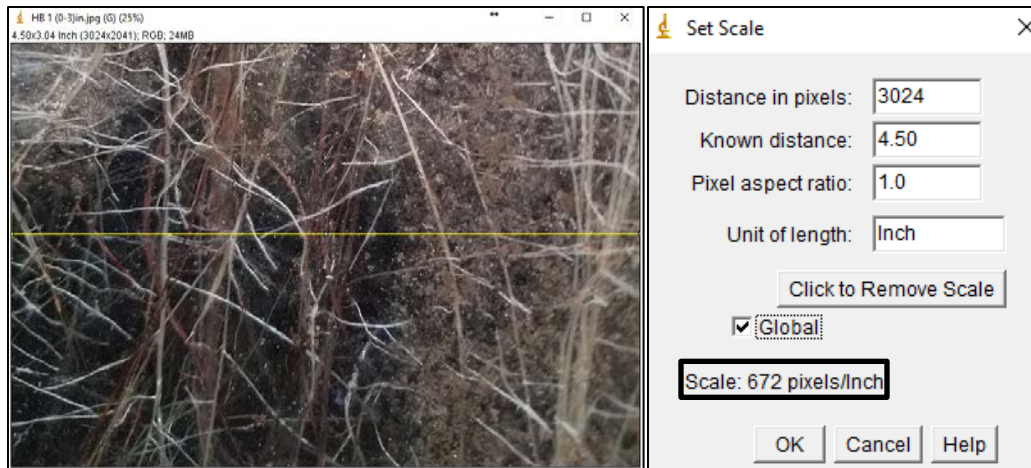 HB 1 (0-3)in.jpg (G) (25%)
4.50x3.04 Inch (3024x2041); RGB; 24MB
Set Scale
Distance in pixels: 3024
Known distance: 4.50
Pixel aspect ratio: 1.0
Unit of length: Inch
Click to Remove Scale
Global
Scale: 672 pixels/Inch
OK Cancel Help